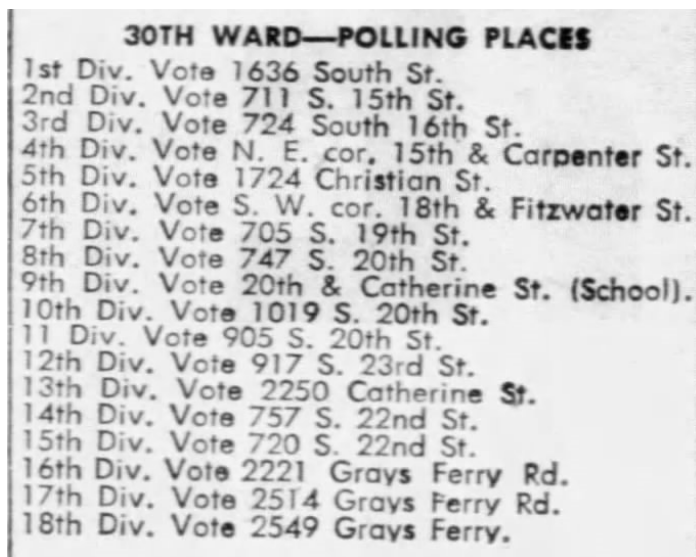 30TH WARD—POLLING PLACES
1st Div. Vote 1636 South St.
2nd Div. Vote 711 S. 15th St.
3rd Div. Vote 724 South 16th St.
4th Div. Vote N. E. cor. 15th & Carpenter St.
5th Div. Vote 1724 Christian St.
6th Div. Vote S. W. cor. 18th & Fitzwater St.
7th Div. Vote 705 S. 19th St.
8th Div. Vote 747 S. 20th St.
9th Div. Vote 20th & Catherine St. (School).
10th Div. Vote 1019 S. 20th St.
11 Div. Vote 905 S. 20th St.
12th Div. Vote 917 S. 23rd St.
13th Div. Vote 2250 Catherine St.
14th Div. Vote 757 S. 22nd St.
15th Div. Vote 720 S. 22nd St.
16th Div. Vote 2221 Grays Ferry Rd.
17th Div. Vote 2514 Grays Ferry Rd.
18th Div. Vote 2549 Grays Ferry.